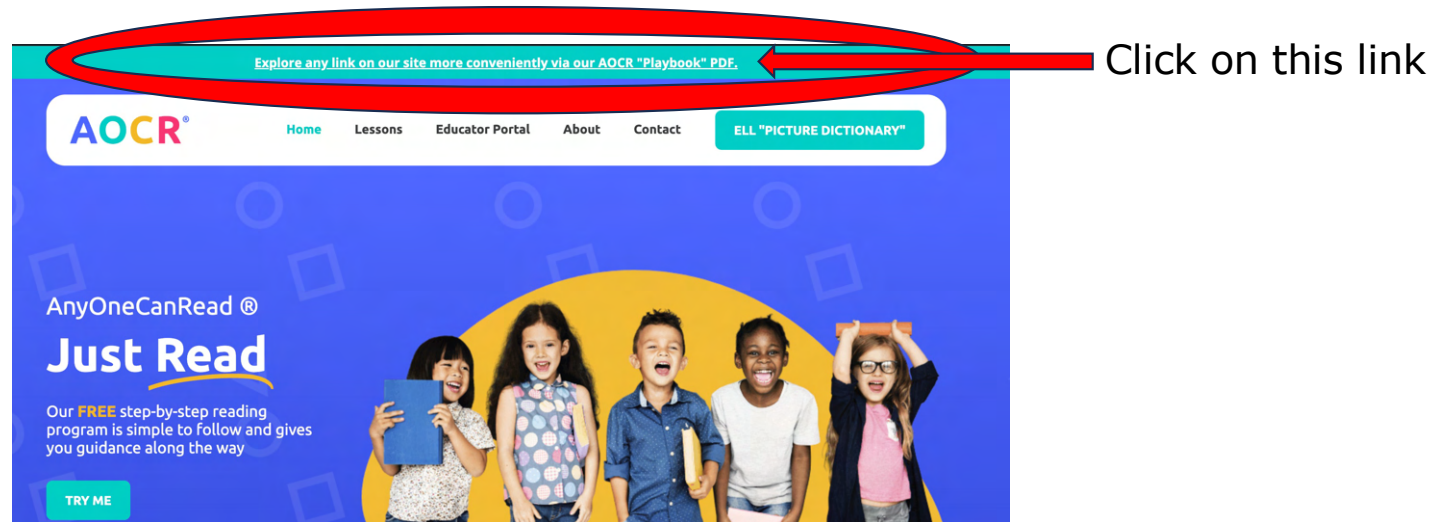 Explore any link on our site more conveniently via our AOCR "Playbook" PDF.
Click on this link
AOCR®
Home Lessons Educator Portal About Contact ELL "PICTURE DICTIONARY"
AnyOneCanRead ®
Just Read
Our FREE step-by-step reading
program is simple to follow and gives
you guidance along the way
TRY ME